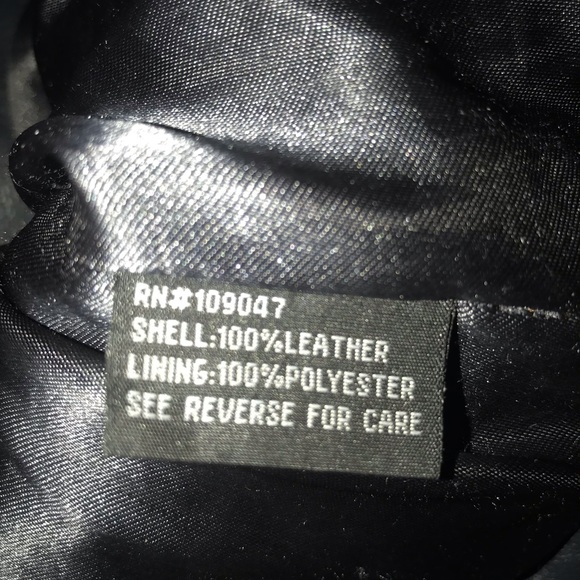 RN#109047
SHELL:100%LEATHER
LINING:100%POLYESTER
SEE REVERSE FOR CARE